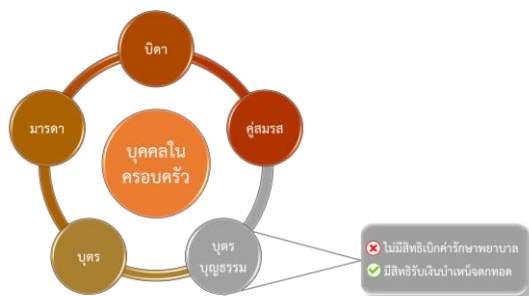 บิดา
มารดา
คู่สมรส
บุคคลใน
ครอบครัว
บุตร
บุตร
บุญธรรม
ไม่มีสิทธิเบิกค่ารักษาพยาบาล
มีสิทธิรับเงินบำเหน็จตกทอด